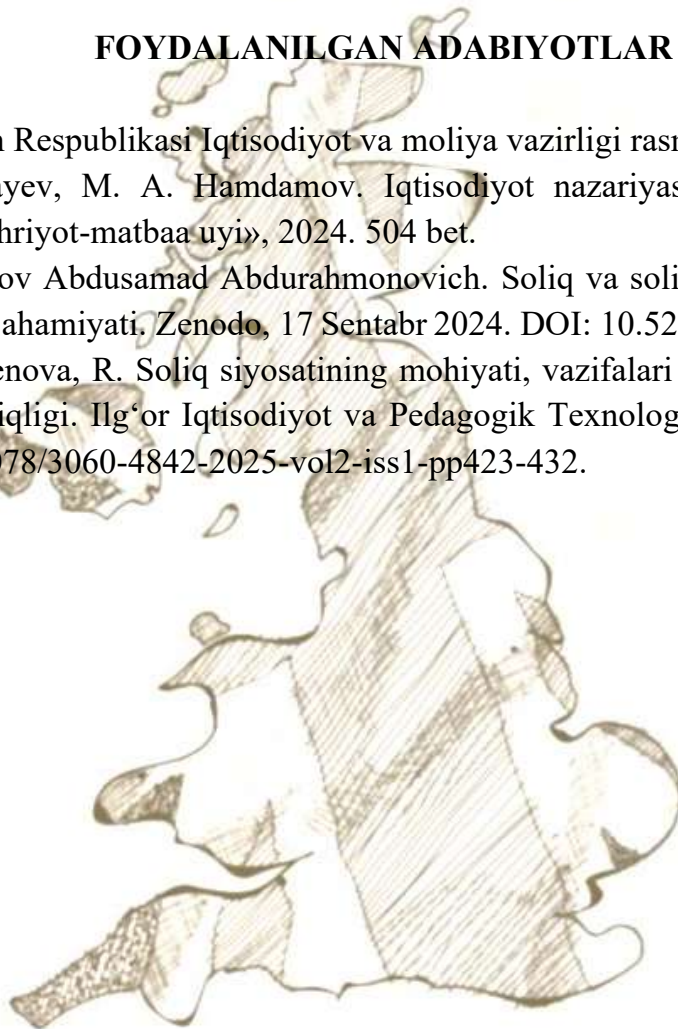 FOYDALANILGAN ADABIYOTLAR
n Respublikasi Iqtisodiyot va moliya vazirligi rasm
ayev, M. A. Hamdamov. Iqtisodiyot nazariyas
hriyot-matbaa uyi», 2024. 504 bet.
ov Abdusamad Abdurahmonovich. Soliq va soli
ahamiyati. Zenodo, 17 Sentabr 2024. DOI: 10.52
enova, R. Soliq siyosatining mohiyati, vazifalari
iqligi. Ilg‘or Iqtisodiyot va Pedagogik Texnolog
078/3060-4842-2025-vol2-iss1-pp423-432.